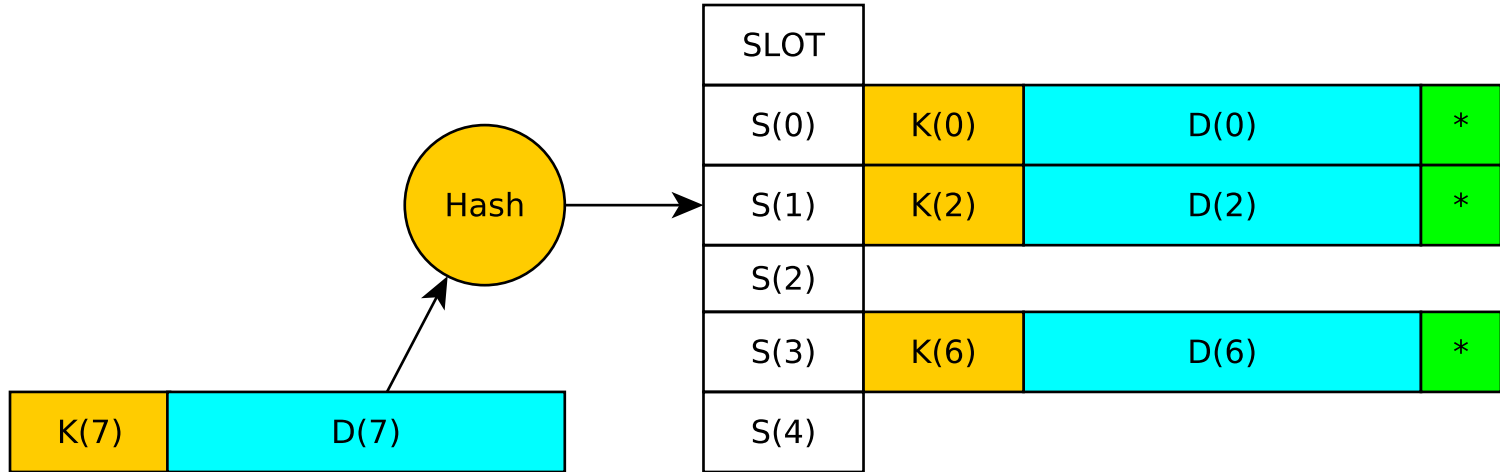 SLOT
S(0) K(0) D(0) *
Hash S(1) K(2) D(2) *
S(2)
S(3) K(6) D(6) *
K(7) D(7) S(4)